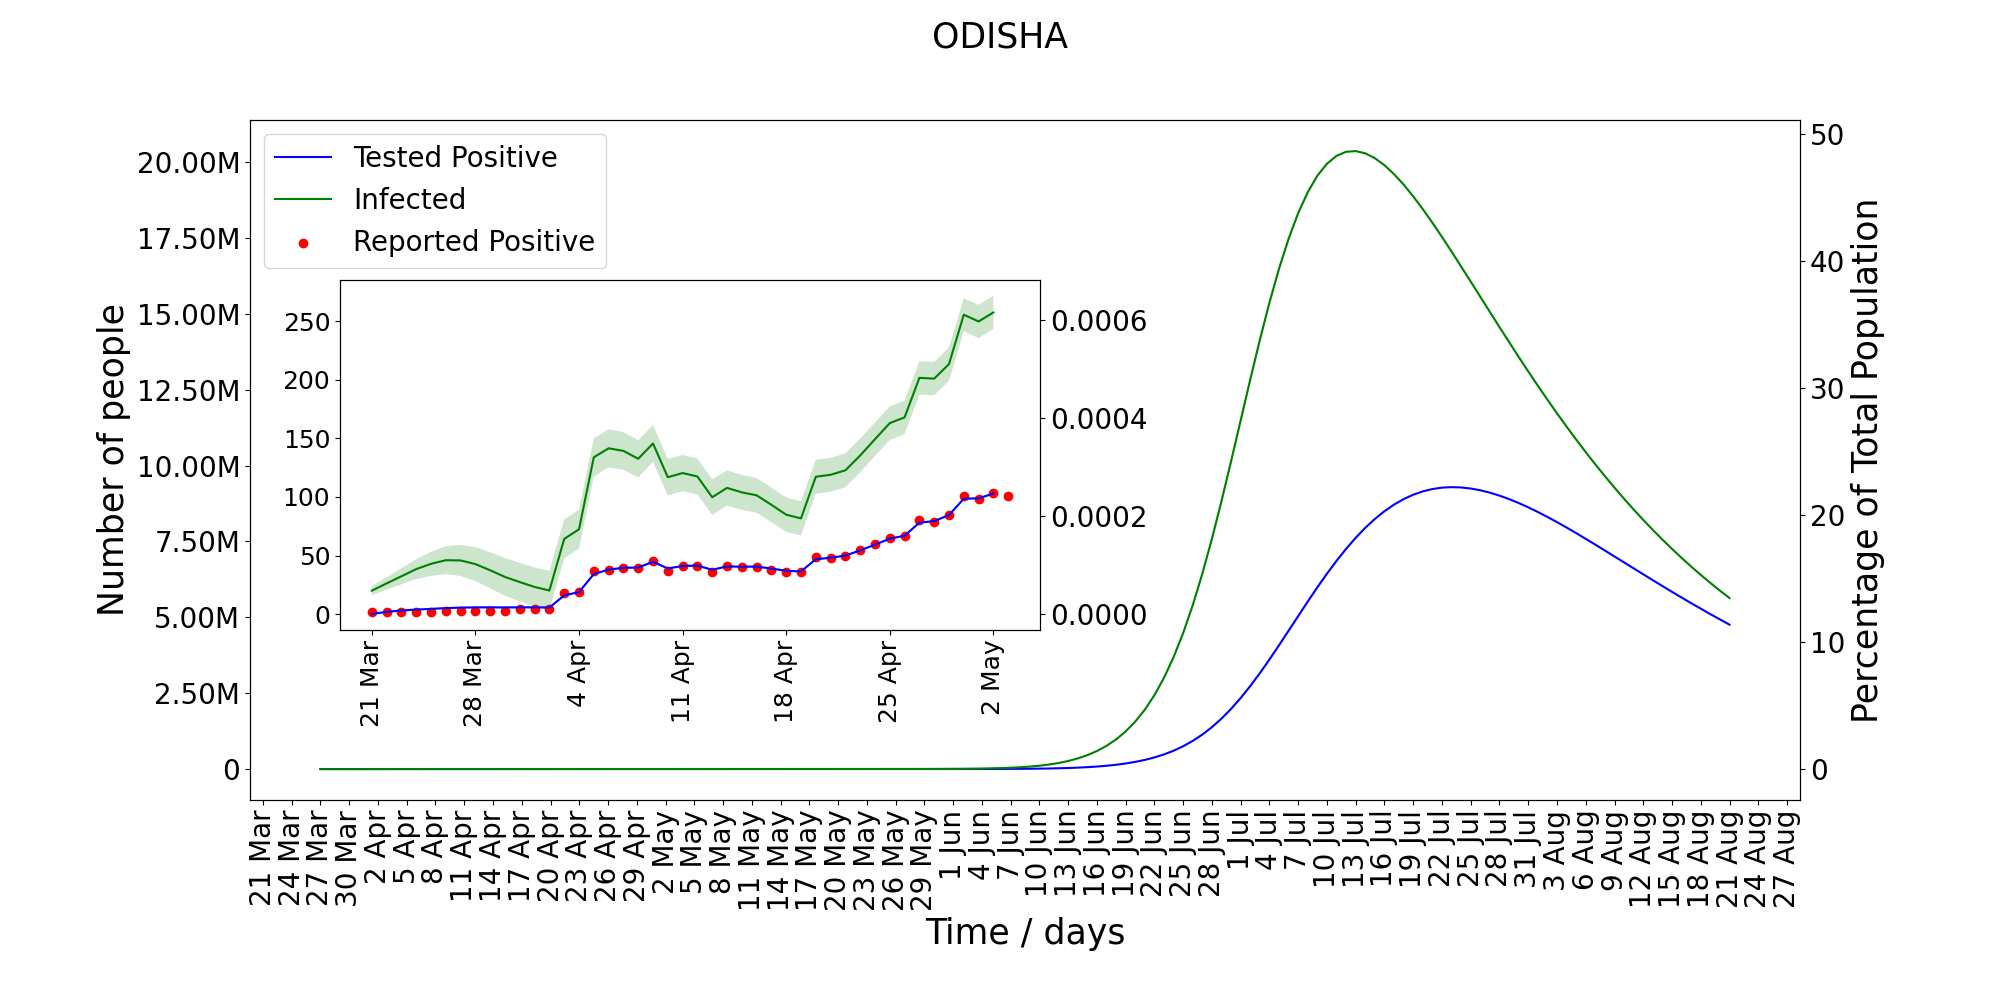 ODISHA
Tested Positive
Infected
Reported Positive
Number of people
20.00M
17.50M
15.00M
12.50M
10.00M
7.50M
5.00M
2.50M
0
250
200
150
100
50
0
0.0006
0.0004
0.0002
0.0000
21 Mar
28 Mar
4 Apr
11 Apr
18 Apr
25 Apr
2 May
50
40
30
20
10
0
Percentage of Total Population
21 Mar
24 Mar
27 Mar
30 Mar
2 Apr
5 Apr
8 Apr
11 Apr
14 Apr
17 Apr
20 Apr
23 Apr
26 Apr
29 Apr
2 May
5 May
8 May
11 May
14 May
17 May
20 May
23 May
26 May
29 May
1 Jun
4 Jun
7 Jun
10 Jun
13 Jun
16 Jun
19 Jun
22 Jun
25 Jun
28 Jun
1 Jul
4 Jul
7 Jul
10 Jul
13 Jul
16 Jul
19 Jul
22 Jul
25 Jul
28 Jul
31 Jul
3 Aug
6 Aug
9 Aug
12 Aug
15 Aug
18 Aug
21 Aug
24 Aug
27 Aug
Time / days